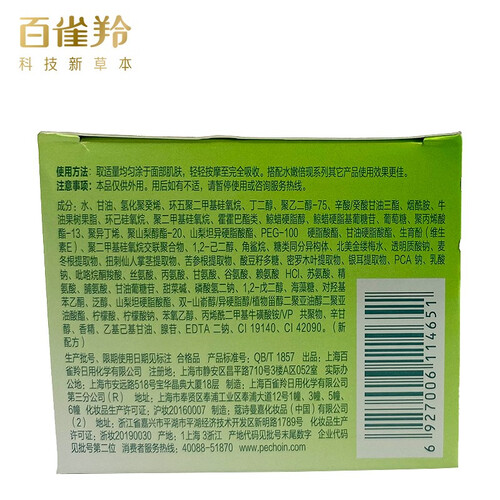 百雀羚
科技新草本
使用方法：取适量均匀涂于面部肌肤，轻轻按摩至完全吸收。搭配水嫩倍现系列其它产品使用效果更佳。
注意事项：本品仅供外用。用后如有不适，请暂停使用或咨询服务热线。
成分：水、甘油、氢化聚癸烯、环五聚二甲基硅氧烷、丁二醇、聚乙二醇-75、辛酸/癸酸甘油三酯、烟酰胺、牛
油果树果脂、环己硅氧烷、聚二甲基硅氧烷、霍霍巴酯类、鲸蜡硬脂醇、鲸蜡硬脂基葡糖苷、葡萄糖、聚丙烯酸
酯-13、聚异丁烯、聚山梨醇酯-20、山梨坦异硬脂酸酯、PEG-100 硬脂酸酯、甘油硬脂酸酯、生育酚（维生
素E）、聚二甲基硅氧烷交联聚合物、1,2-己二醇、角鲨烷、糖类同分异构体、北美金缕梅水、透明质酸钠、麦
冬根提取物、扭刺仙人掌茎提取物、苦参根提取物、酸豆籽多糖、密罗木叶提取物、银耳提取物、PCA 钠、乳酸
钠、吡咯烷酮羧酸、丝氨酸、丙氨酸、甘氨酸、谷氨酸、赖氨酸 HCl、苏氨酸、精
氨酸、脯氨酸、甘油葡糖苷、甜菜碱、磷酸氢二钠、1,2-戊二醇、海藻糖、对羟基
苯乙酮、泛醇、山梨坦硬脂酸酯、双-二岗醇/异硬脂醇/植物甾醇二聚亚油醇二聚亚
油酸酯、柠檬酸、柠檬酸钠、苯氧乙醇、丙烯酰二甲基牛磺酸铵/VP 共聚物、辛甘
醇、香精、乙基己基甘油、腺苷、EDTA 二钠、CI 19140、CI 42090。（新
配方）
生产批号、限期使用日期见标注 合格品 产品标准号：QB/T 1857 出品：上海百
雀羚日用化学有限公司 注册：上海市静安区昌平路710号3楼A区052室 实际办公
地：上海市安远路518号宝华城晶典大厦18层 制造：上海百雀羚日用化学有限公司
第三分公司（R） 地址：上海市奉贤区奉浦工业区奉浦大道12号1幢、3幢、5幢、
6幢 化妆品生产许可证：沪妆20160007 制造：蔻诗曼嘉化妆品（中国）有限公司
（2） 地址：浙江省嘉兴市平湖市平湖经济技术开发区新明路1789号 化妆品生产
许可证：浙妆20190030 产地：1上海 3浙江 产地代码见批号末尾数字 企业代码
见批号第二位 消费者服务热线：40088-51870 www.pechoin.com
6927006114651